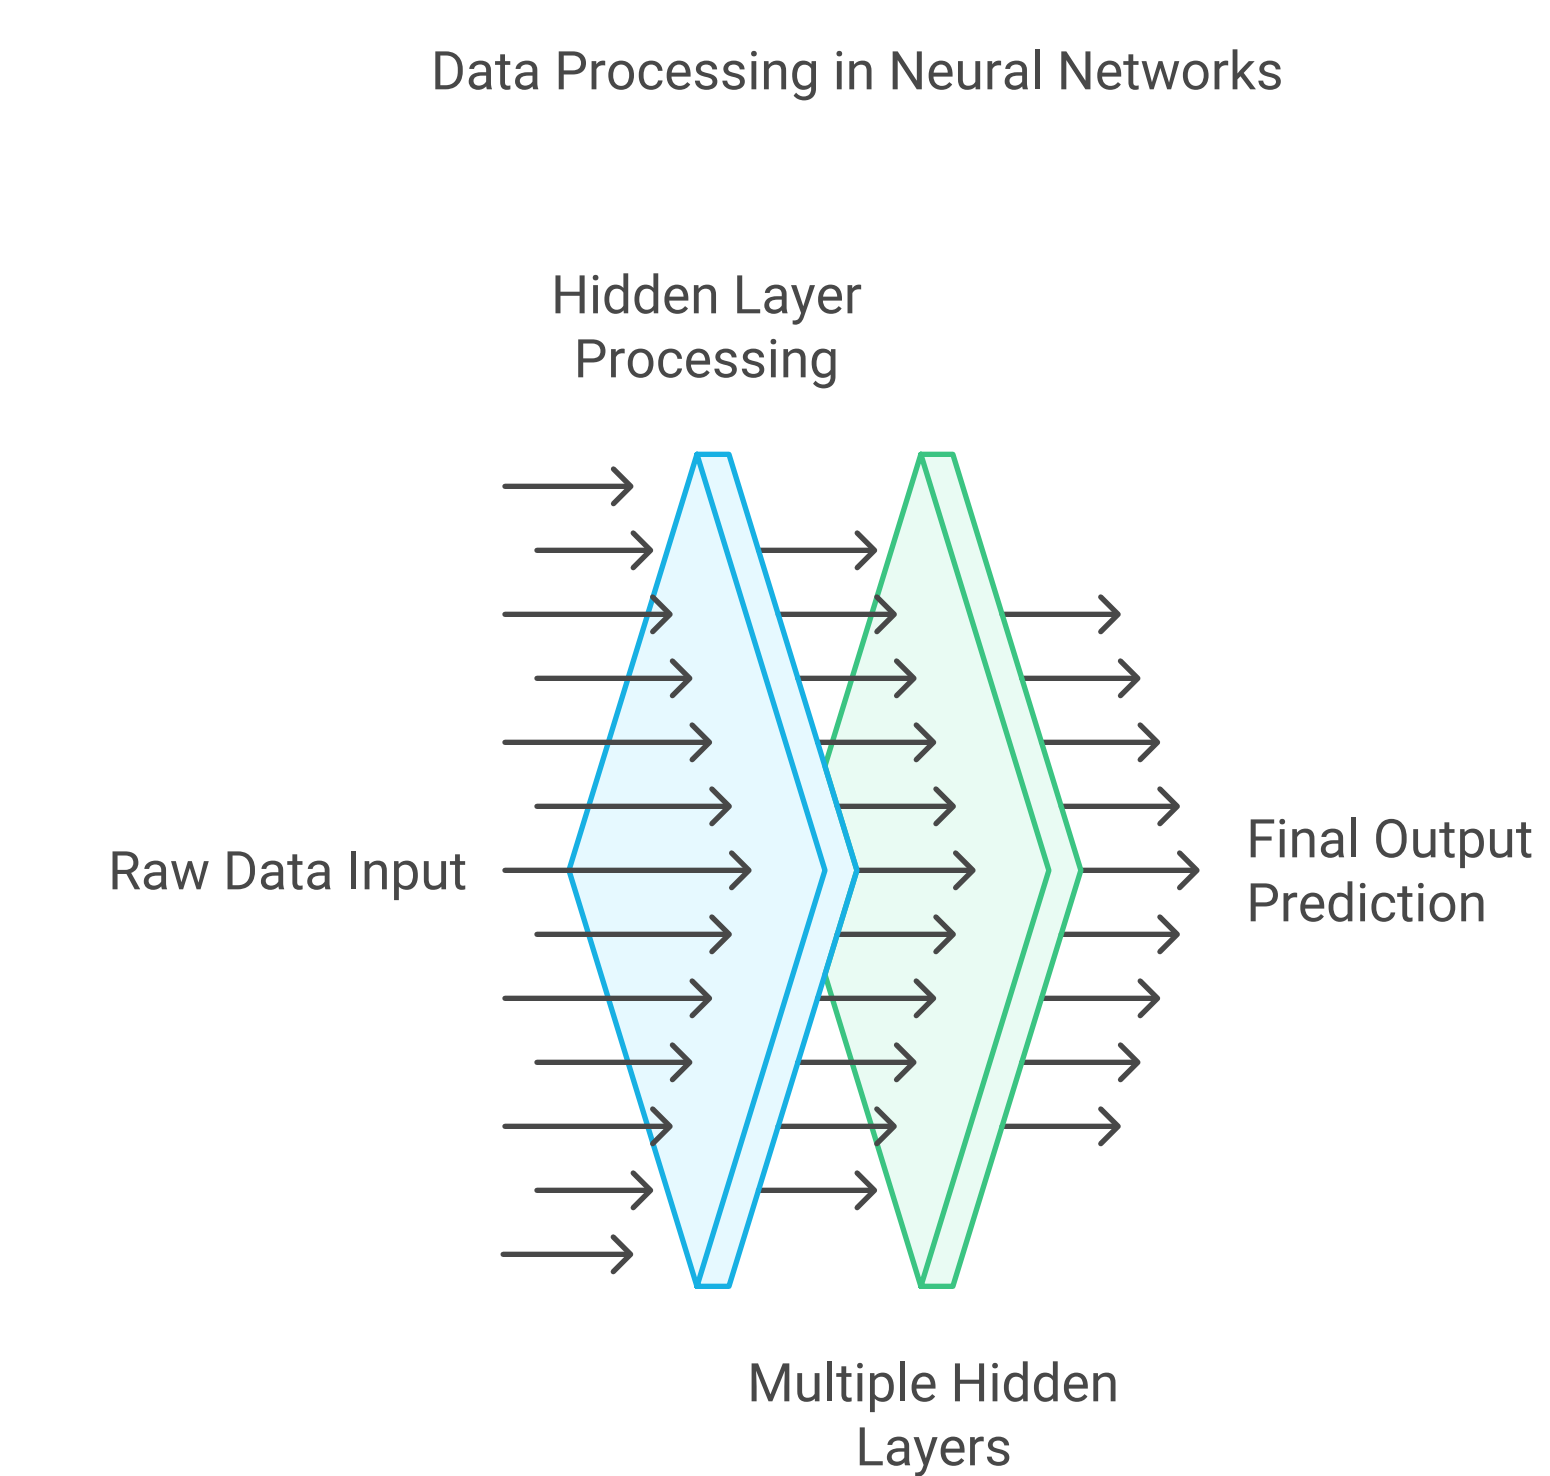 Data Processing in Neural Networks
Hidden Layer
Processing
Raw Data Input
Final Output
Prediction
Multiple Hidden
Layers